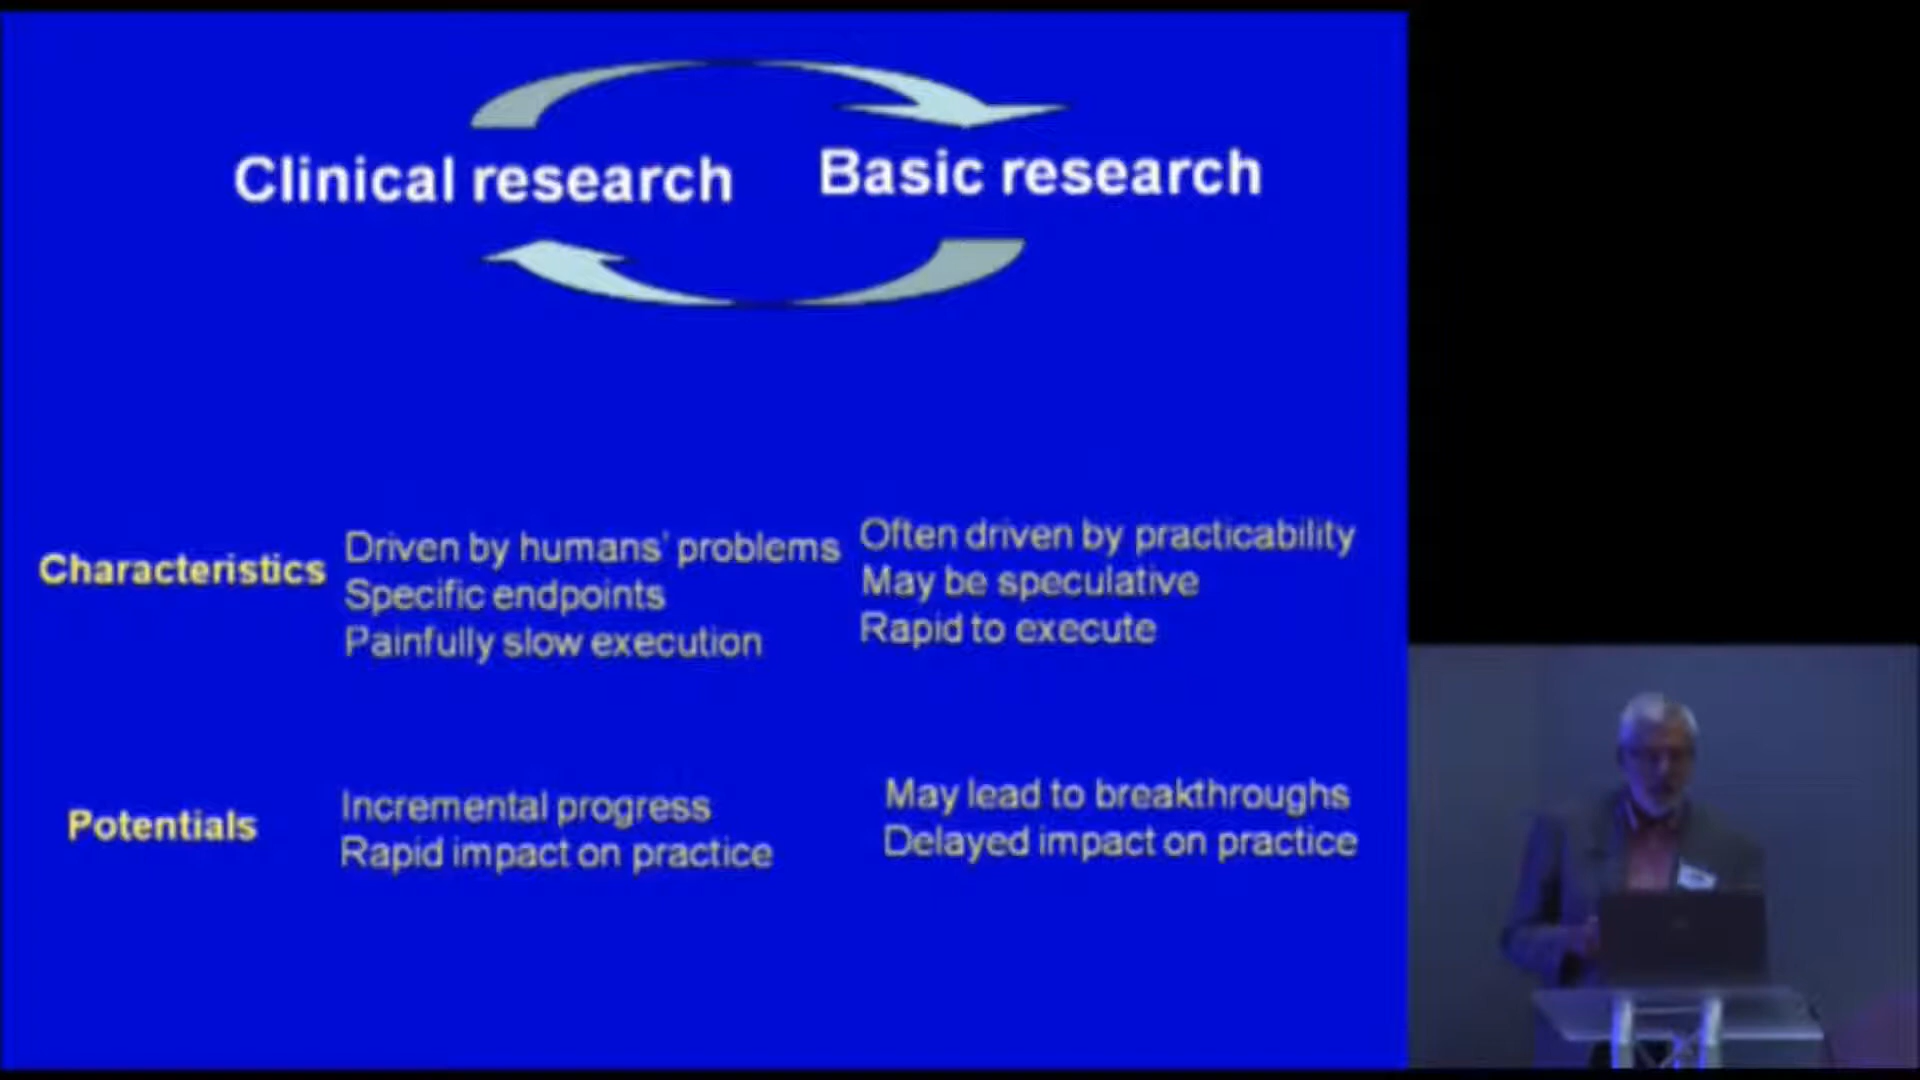 Clinical research
Basic research
Characteristics
Driven by humans' problems
Specific endpoints
Painfully slow execution
Often driven by practicability
May be speculative
Rapid to execute
Potentials
Incremental progress
Rapid impact on practice
May lead to breakthroughs
Delayed impact on practice